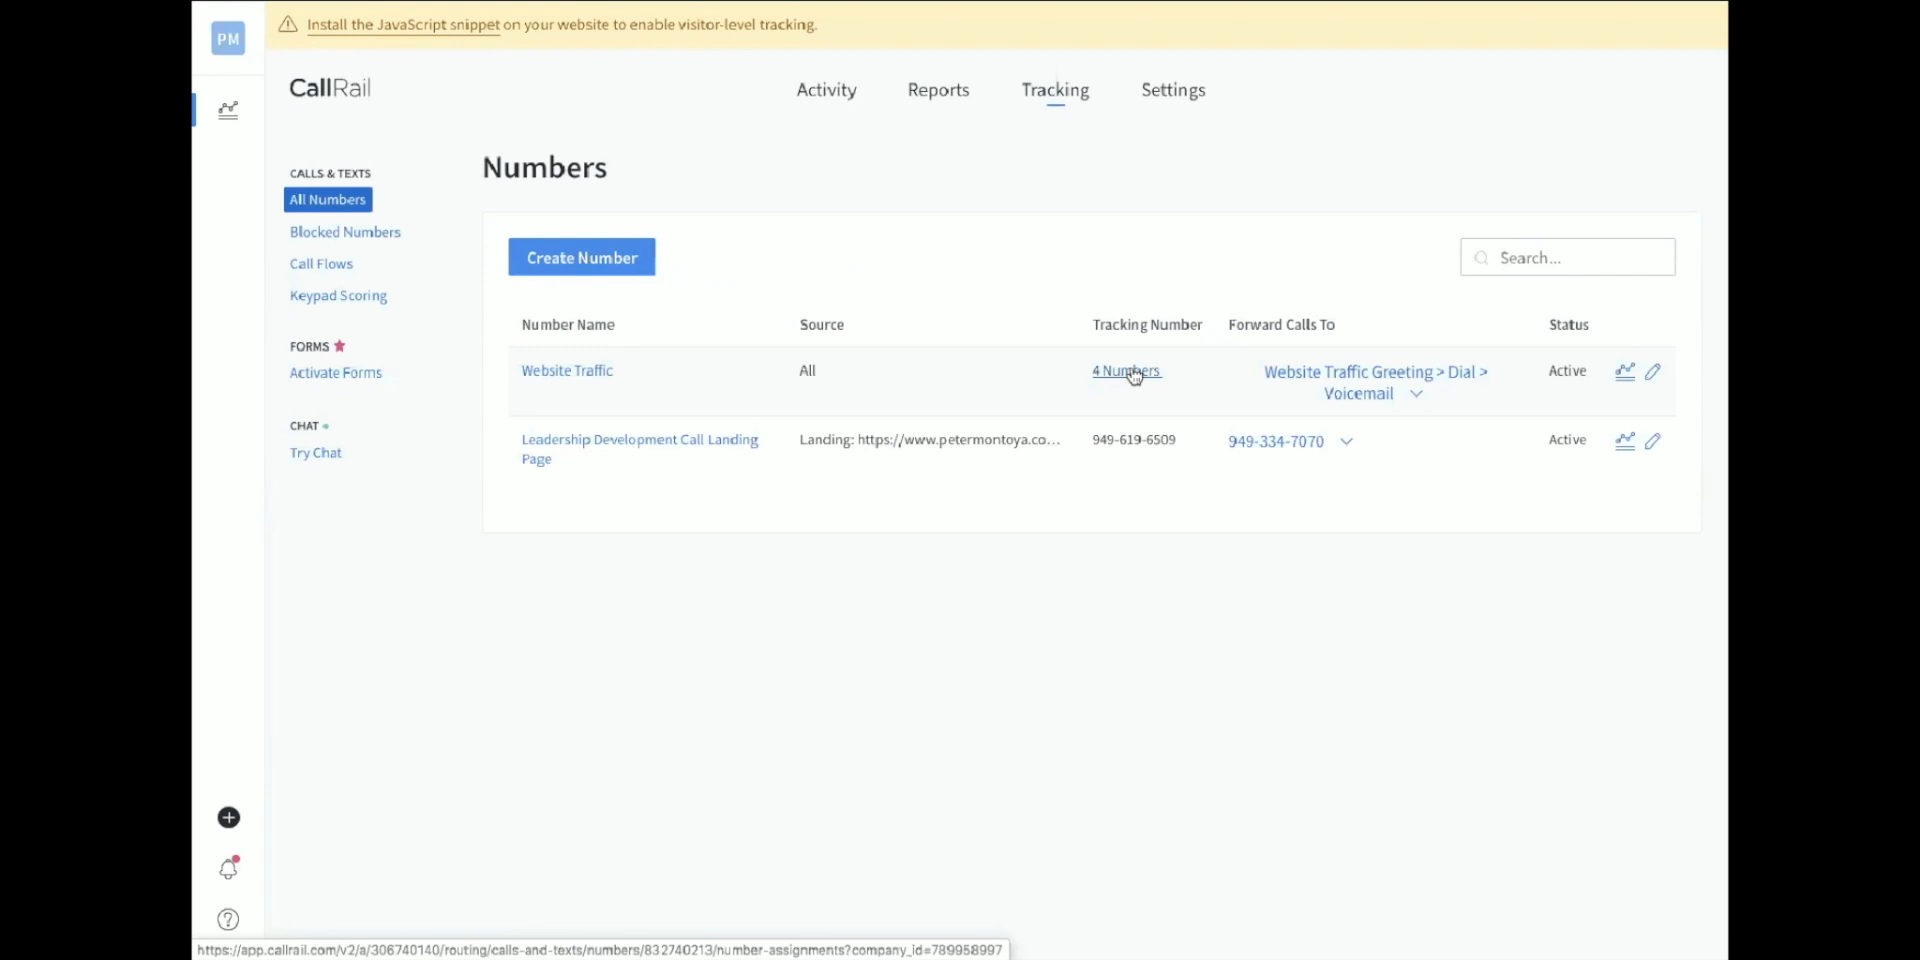 PM
Install the JavaScript snippet on your website to enable visitor-level tracking.
CallRail
Activity
Reports
Tracking
Settings
CALLS & TEXTS
All Numbers
Blocked Numbers
Call Flows
Keypad Scoring
FORMS
Activate Forms
CHAT
Try Chat
Numbers
Create Number
Search...
Number Name
Source
Tracking Number
Forward Calls To
Status
Website Traffic
All
4 Numbers
Website Traffic Greeting > Dial >
Voicemail
Active
Leadership Development Call Landing
Page
Landing: https://www.petermontoya.co...
949-619-6509
949-334-7070
Active
https://app.callrail.com/v2/a/306740140/routing/calls-and-texts/numbers/832740213/number-assignments?company_id=789958997